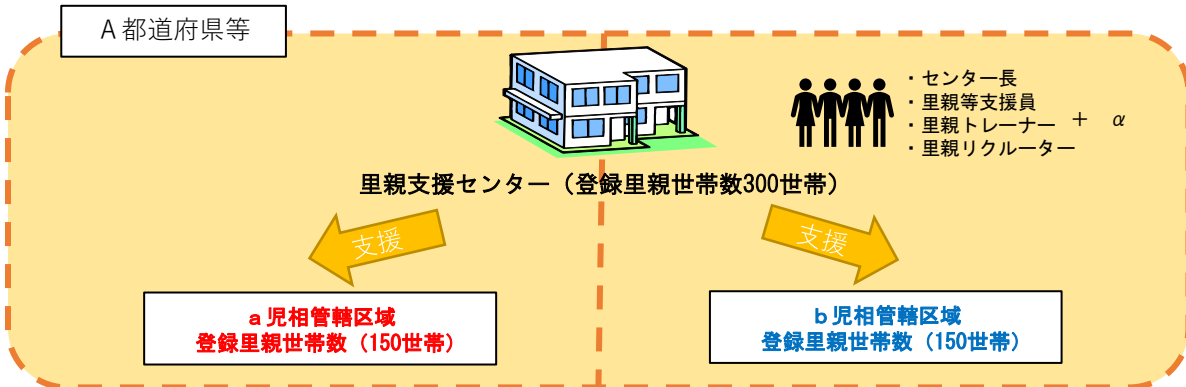 A都道府県等
・センター長
・里親等支援員
・里親トレーナー + α
・里親リクルーター
里親支援センター(登録里親世帯数300世帯)
支援
支援
a児相管轄区域
登録里親世帯数(150世帯)
b児相管轄区域
登録里親世帯数(150世帯)